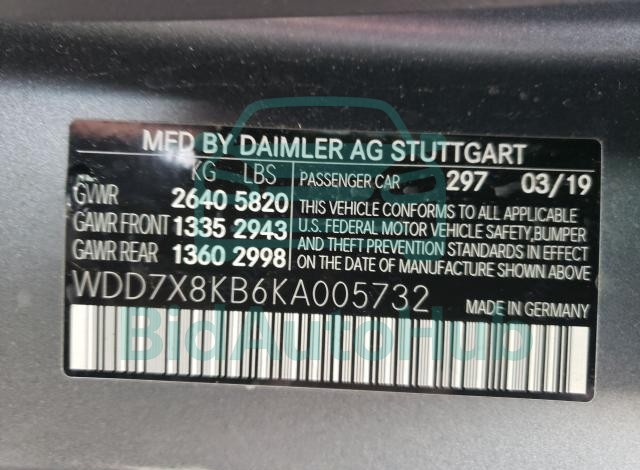 MFD BY DAIMLER AG STUTTGART
KG LBS
PASSENGER CAR 297 03/19
GVWR 2640 5820
GAWR FRONT 1335 2943
GAWR REAR 1360 2998
THIS VEHICLE CONFORMS TO ALL APPLICABLE
U.S. FEDERAL MOTOR VEHICLE SAFETY,BUMPER
AND THEFT PREVENTION STANDARDS IN EFFECT
ON THE DATE OF MANUFACTURE SHOWN ABOVE
WDD7X8KB6KA005732
MADE IN GERMANY
BidAutoHub